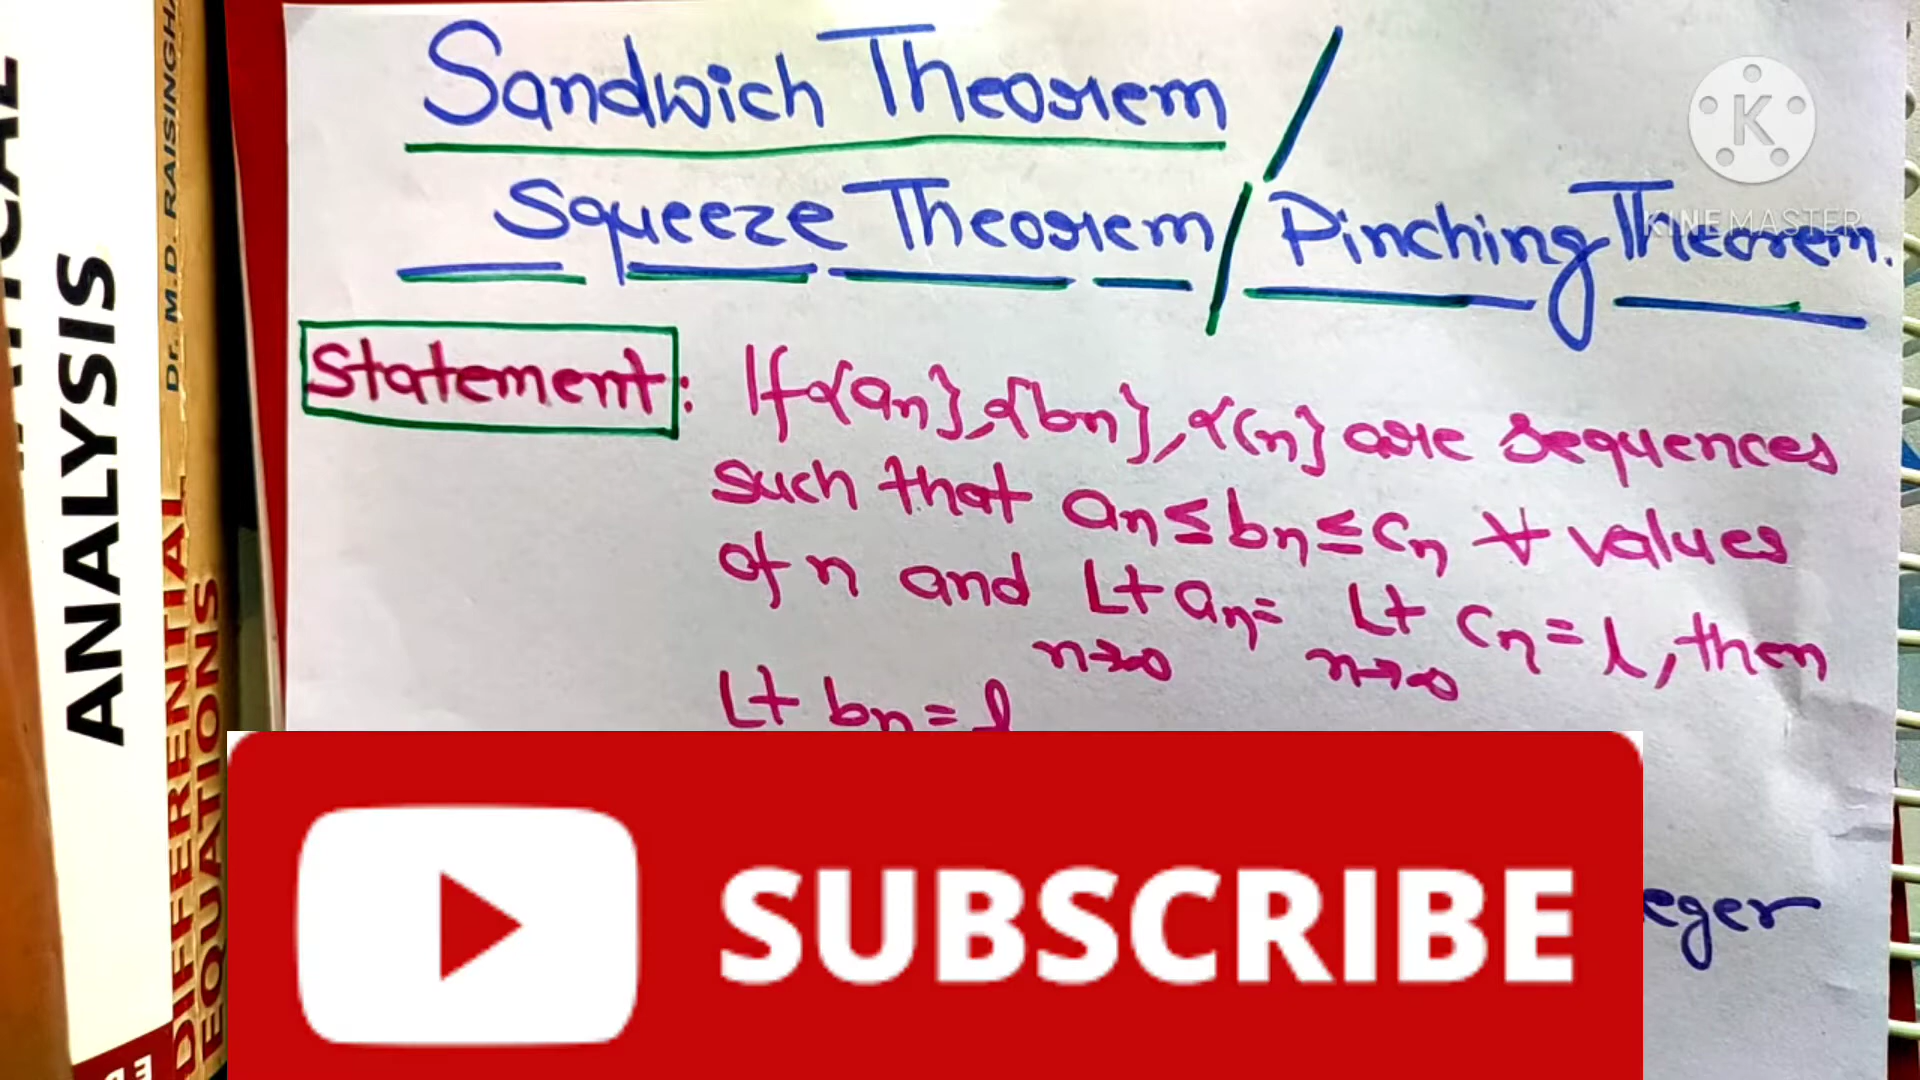 Sandwich Theorem /
Squeeze Theorem / Pinching Theorem.
Statement: If {an}, {bn}, {cn} are sequences
such that an ≤ bn ≤ cn ∀ values
of n and Lt an = Lt cn = l, then
n→∞ n→∞
Lt bn = l
eger
SUBSCRIBE
K
KINEMASTER
ANALYSIS
Dr. M.D. RAISINGHA
DIFFERENTIAL
EQUATIONS